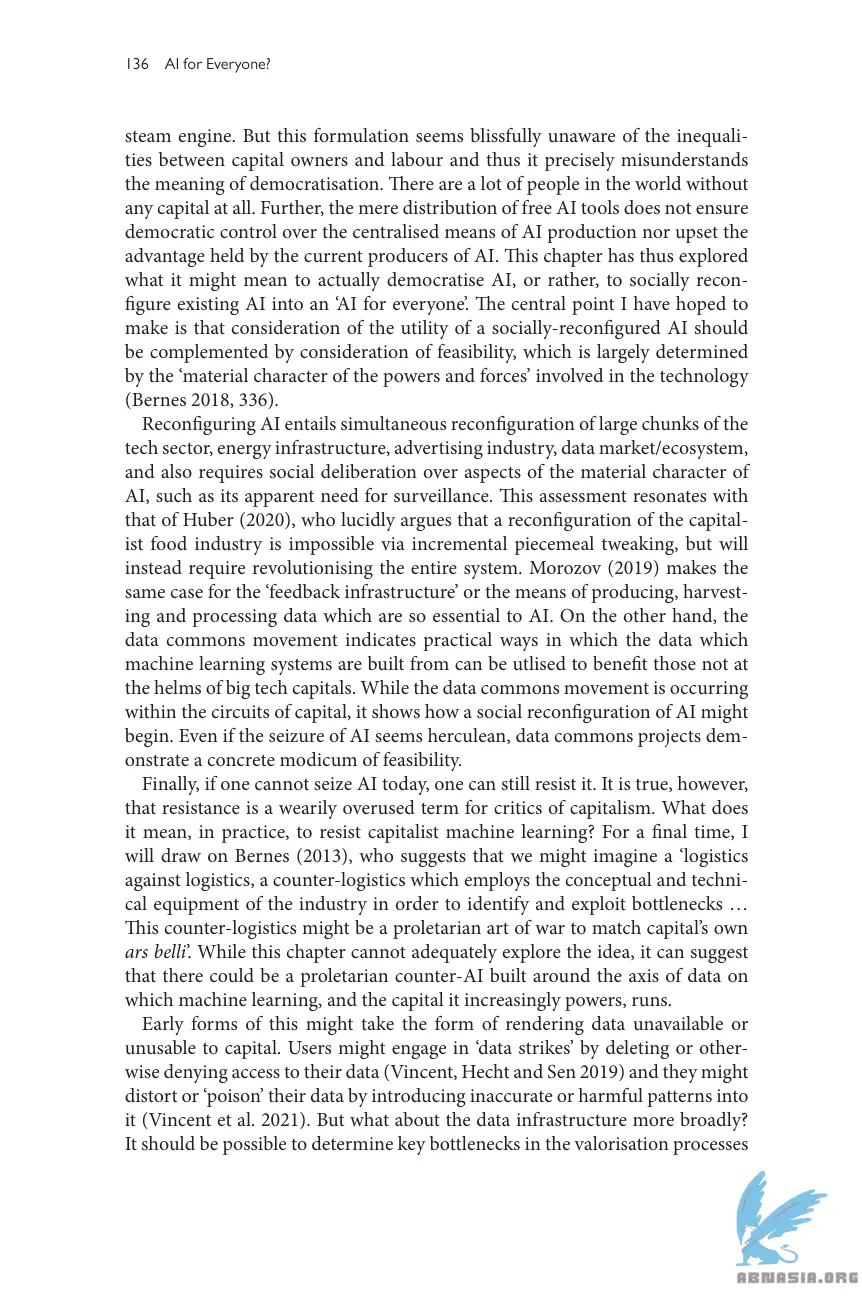 136 AI for Everyone?
steam engine. But this formulation seems blissfully unaware of the inequali-
ties between capital owners and labour and thus it precisely misunderstands
the meaning of democratisation. There are a lot of people in the world without
any capital at all. Further, the mere distribution of free AI tools does not ensure
democratic control over the centralised means of AI production nor upset the
advantage held by the current producers of AI. This chapter has thus explored
what it might mean to actually democratise AI, or rather, to socially recon-
figure existing AI into an ‘AI for everyone’. The central point I have hoped to
make is that consideration of the utility of a socially-reconfigured AI should
be complemented by consideration of feasibility, which is largely determined
by the ‘material character of the powers and forces’ involved in the technology
(Bernes 2018, 336).
Reconfiguring AI entails simultaneous reconfiguration of large chunks of the
tech sector, energy infrastructure, advertising industry, data market/ecosystem,
and also requires social deliberation over aspects of the material character of
AI, such as its apparent need for surveillance. This assessment resonates with
that of Huber (2020), who lucidly argues that a reconfiguration of the capital-
ist food industry is impossible via incremental piecemeal tweaking, but will
instead require revolutionising the entire system. Morozov (2019) makes the
same case for the ‘feedback infrastructure’ or the means of producing, harvest-
ing and processing data which are so essential to AI. On the other hand, the
data commons movement indicates practical ways in which the data which
machine learning systems are built from can be utlised to benefit those not at
the helms of big tech capitals. While the data commons movement is occurring
within the circuits of capital, it shows how a social reconfiguration of AI might
begin. Even if the seizure of AI seems herculean, data commons projects dem-
onstrate a concrete modicum of feasibility.
Finally, if one cannot seize AI today, one can still resist it. It is true, however,
that resistance is a wearily overused term for critics of capitalism. What does
it mean, in practice, to resist capitalist machine learning? For a final time, I
will draw on Bernes (2013), who suggests that we might imagine a ‘logistics
against logistics, a counter-logistics which employs the conceptual and techni-
cal equipment of the industry in order to identify and exploit bottlenecks …
This counter-logistics might be a proletarian art of war to match capital’s own
ars belli’. While this chapter cannot adequately explore the idea, it can suggest
that there could be a proletarian counter-AI built around the axis of data on
which machine learning, and the capital it increasingly powers, runs.
Early forms of this might take the form of rendering data unavailable or
unusable to capital. Users might engage in ‘data strikes’ by deleting or other-
wise denying access to their data (Vincent, Hecht and Sen 2019) and they might
distort or ‘poison’ their data by introducing inaccurate or harmful patterns into
it (Vincent et al. 2021). But what about the data infrastructure more broadly?
It should be possible to determine key bottlenecks in the valorisation processes
ABNASIA.ORG